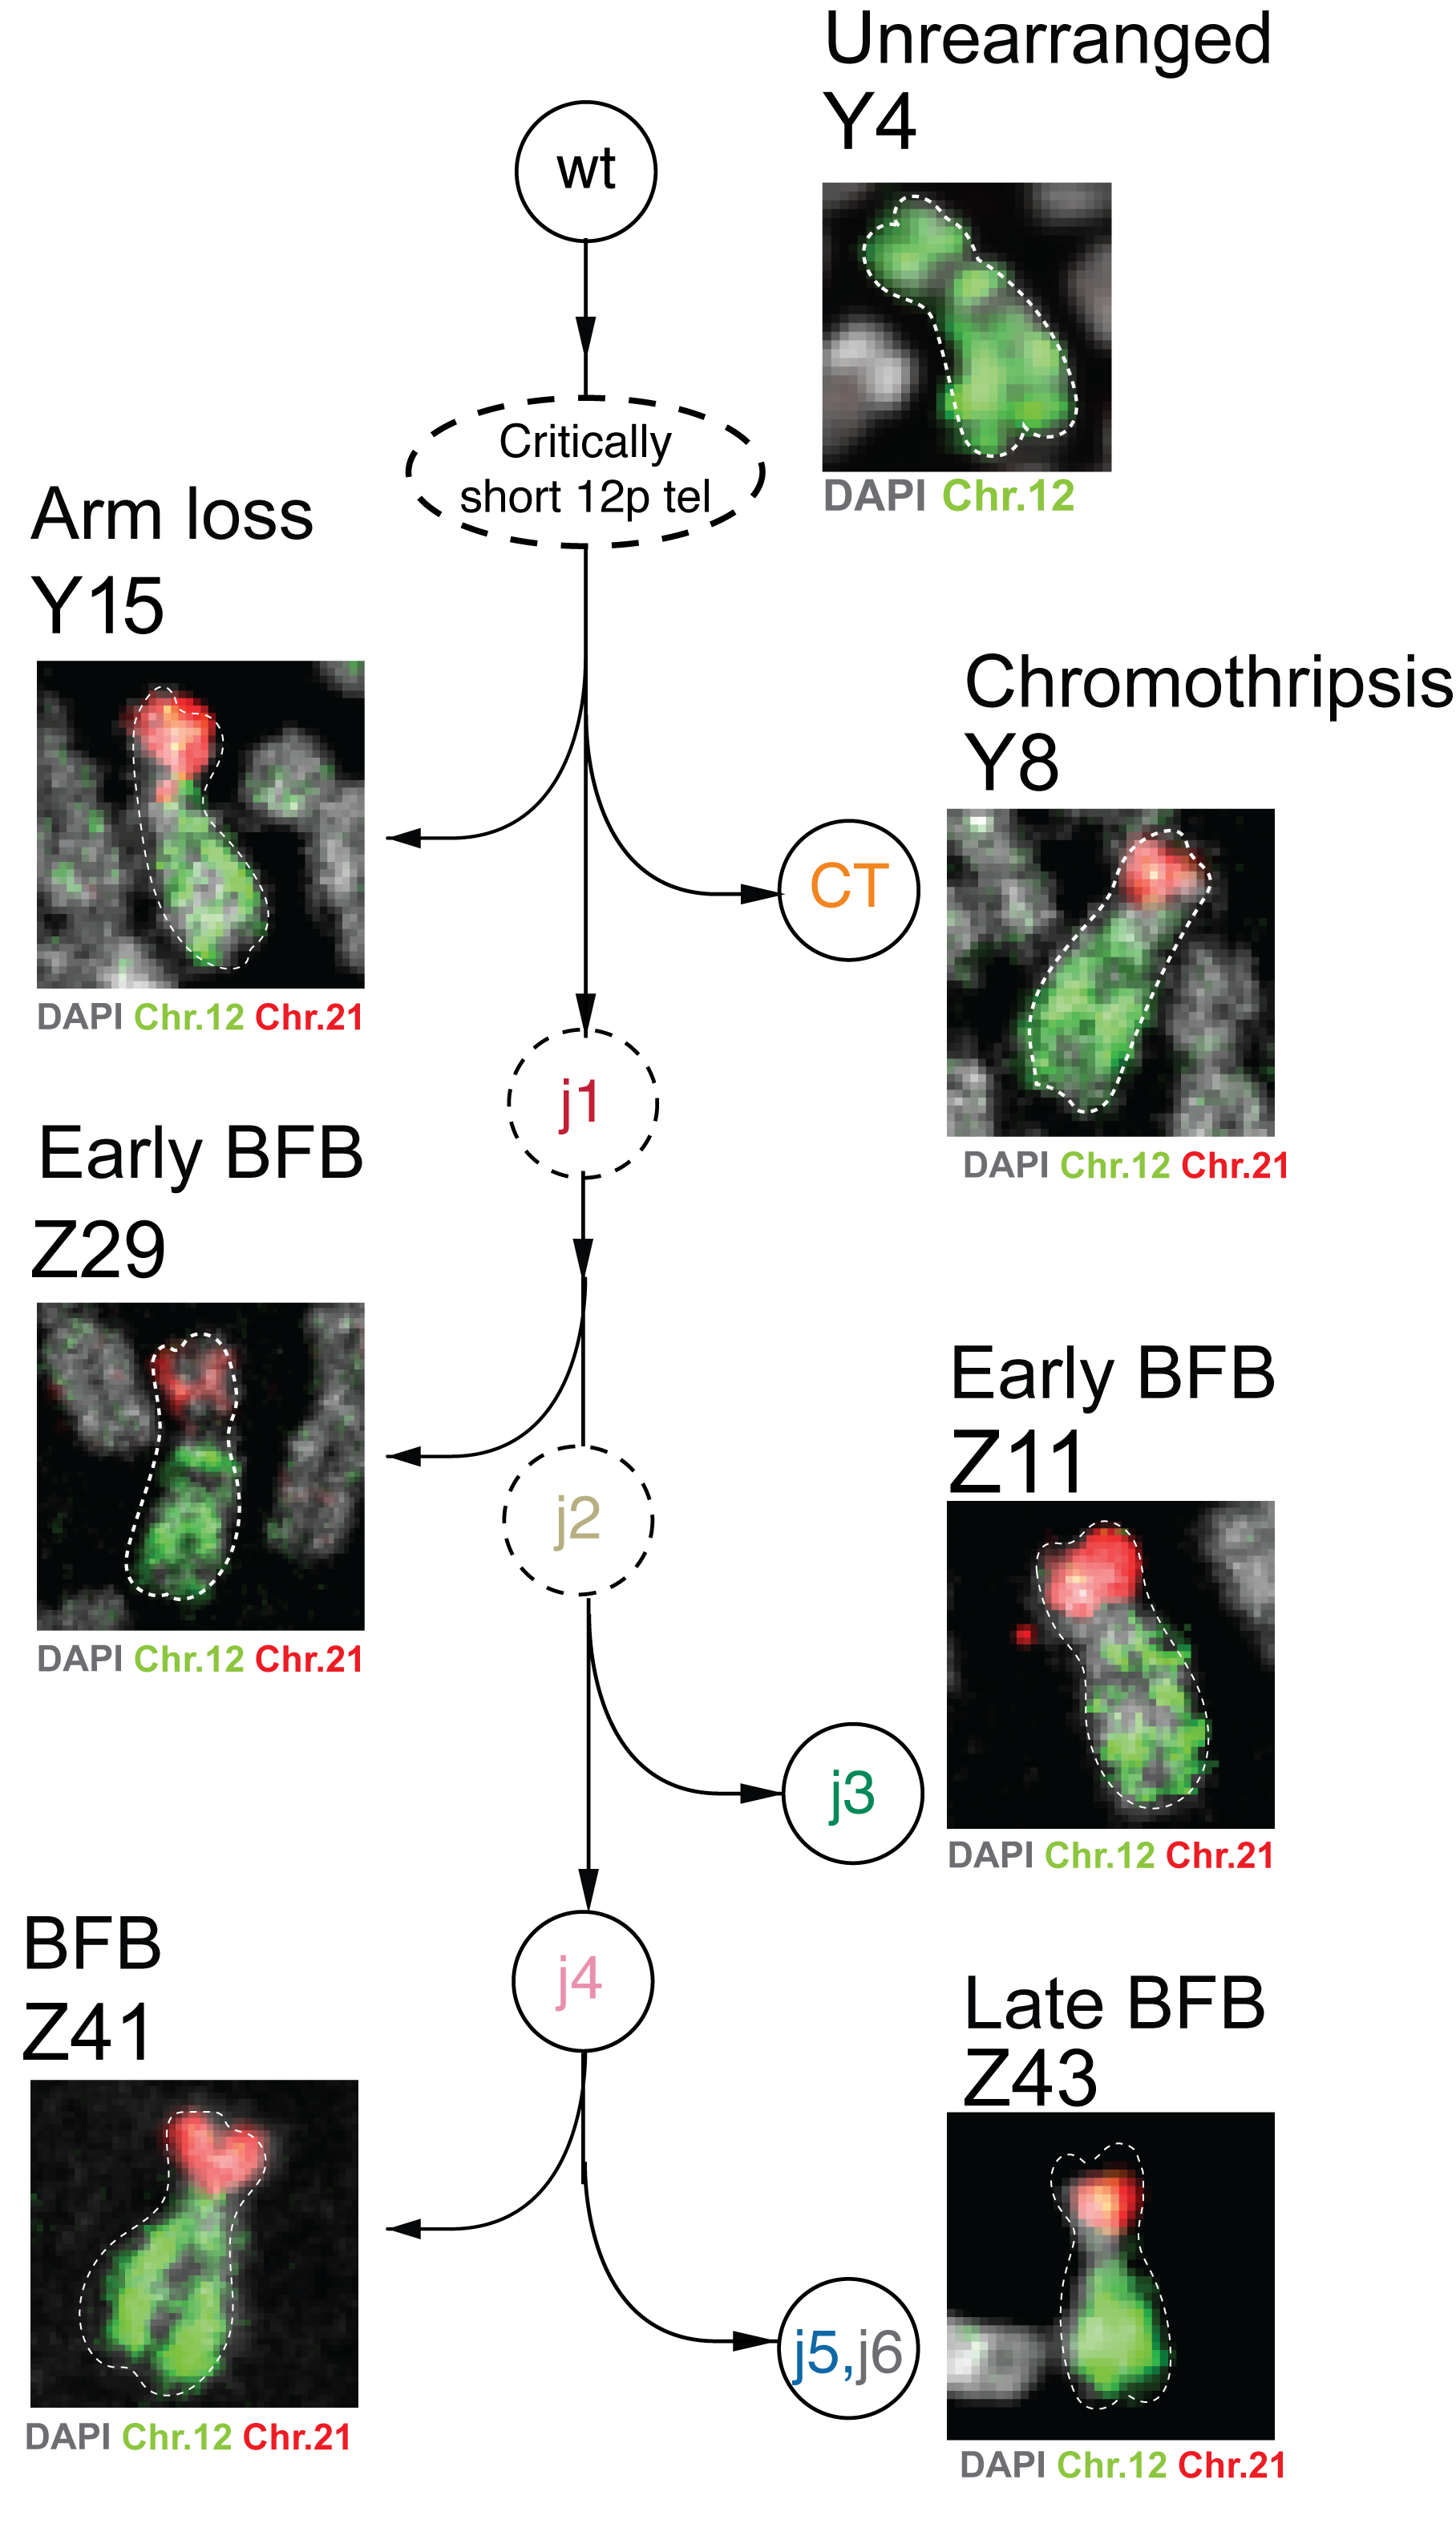 Unrearranged
Y4
wt
Critically
short 12p tel
DAPI Chr.12
Arm loss
Y15
DAPI Chr.12 Chr.21
Chromothripsis
Y8
CT
DAPI Chr.12 Chr.21
j1
Early BFB
Z29
DAPI Chr.12 Chr.21
j2
Early BFB
Z11
j3
DAPI Chr.12 Chr.21
BFB
Z41
j4
DAPI Chr.12 Chr.21
Late BFB
Z43
j5,j6
DAPI Chr.12 Chr.21